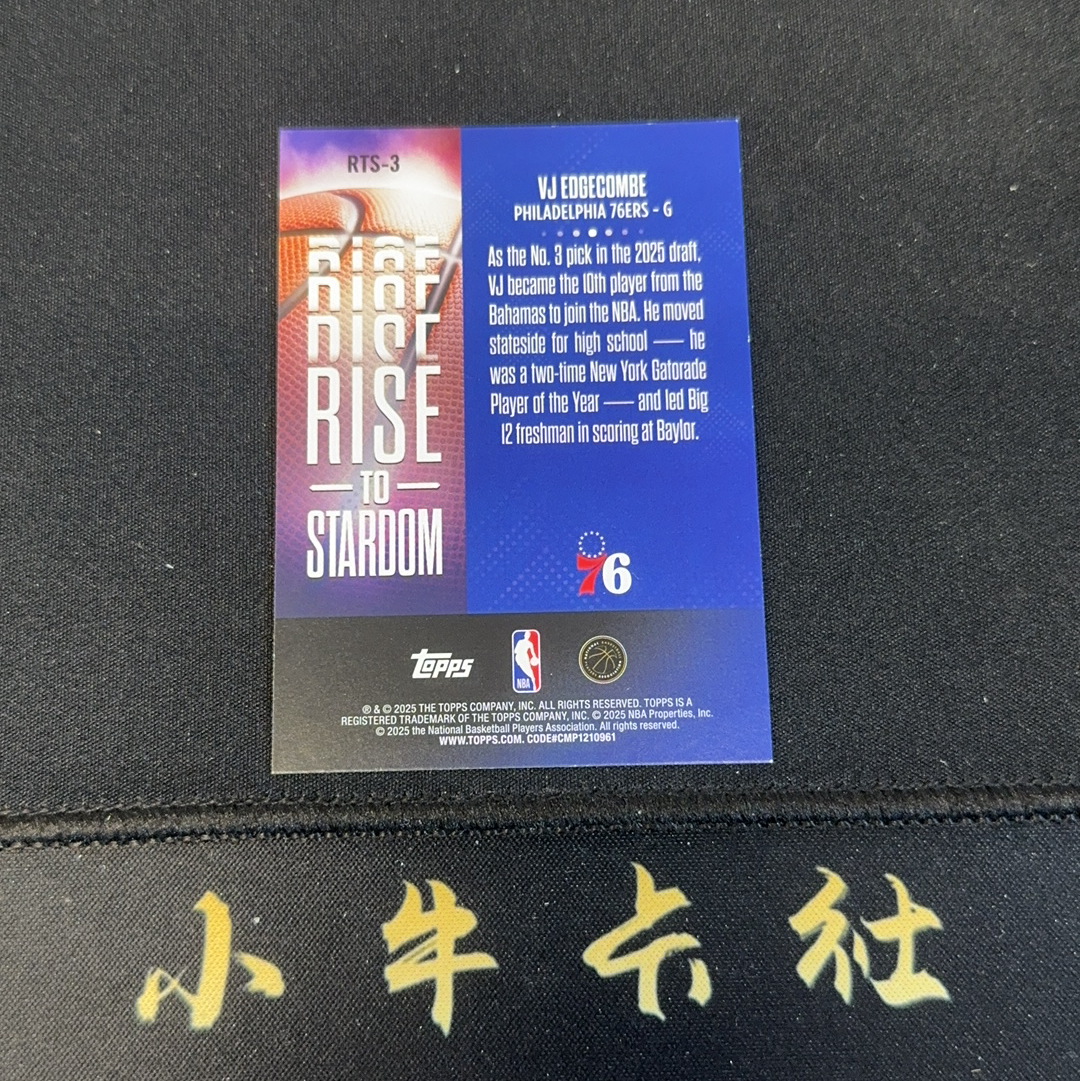 RTS-3
RISE
RISE
RISE
RISE
TO
STARDOM
VJ EDGECOMBE
PHILADELPHIA 76ERS - G
As the No. 3 pick in the 2025 draft,
VJ became the 10th player from the
Bahamas to join the NBA. He moved
stateside for high school — he
was a two-time New York Gatorade
Player of the Year — and led Big
12 freshman in scoring at Baylor.
76
topps
NBA
® & © 2025 THE TOPPS COMPANY, INC. ALL RIGHTS RESERVED. TOPPS IS A
REGISTERED TRADEMARK OF THE TOPPS COMPANY, INC. © 2025 NBA Properties, Inc.
© 2025 the National Basketball Players Association. All rights reserved.
WWW.TOPPS.COM. CODE#CMP1210961
小牛卡社